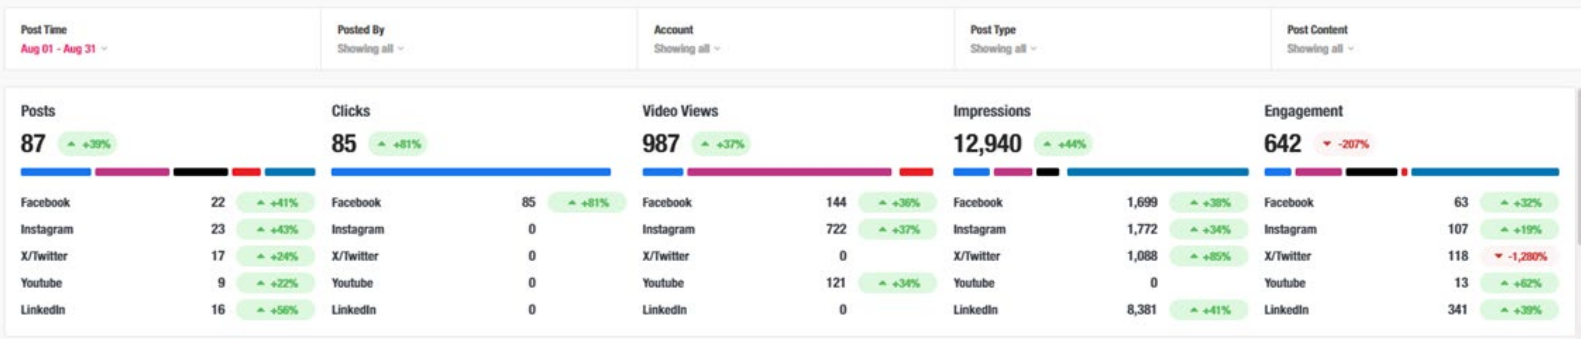 Post Time Posted By Account Post Type Post Content
Aug 01 - Aug 31 Showing all Showing all Showing all Showing all
Posts Clicks Video Views Impressions Engagement
87 +39% 85 +81% 987 +37% 12,940 +44% 642 -207%
Facebook 22 +41% Facebook 85 +81% Facebook 144 +36% Facebook 1,699 +38% Facebook 63 +32%
Instagram 23 +43% Instagram 0 Instagram 722 +37% Instagram 1,772 +34% Instagram 107 +19%
X/Twitter 17 +24% X/Twitter 0 X/Twitter 0 X/Twitter 1,088 +85% X/Twitter 118 -1,280%
Youtube 9 +22% Youtube 0 Youtube 121 +34% Youtube 0 Youtube 13 +62%
LinkedIn 16 +56% LinkedIn 0 LinkedIn 0 LinkedIn 8,381 +41% LinkedIn 341 +39%